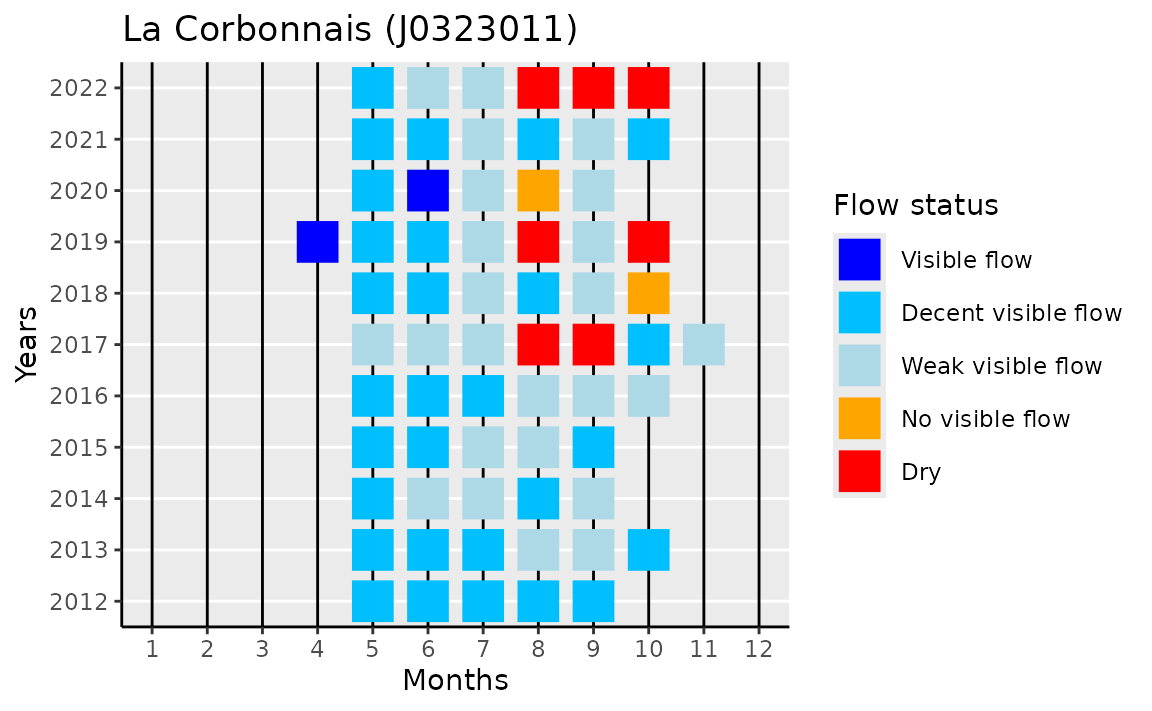 La Corbonnais (J0323011)
Years
2022
2021
2020
2019
2018
2017
2016
2015
2014
2013
2012
1 2 3 4 5 6 7 8 9 10 11 12
Months
Flow status
Visible flow
Decent visible flow
Weak visible flow
No visible flow
Dry